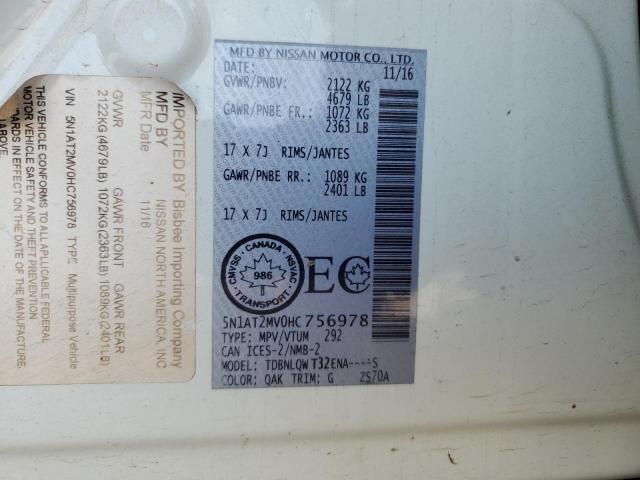 MFD BY NISSAN MOTOR CO., LTD.
11/16
GVWR/PNBV: 2122 KG
4679 LB
GAWR/PNBE FR.: 1072 KG
2363 LB
17 X 7J RIMS/JANTES
GAWR/PNBE RR.: 1089 KG
2401 LB
17 X 7J RIMS/JANTES
CANADA
CMVSS NSVAC
986
TRANSPORT
EC
5N1AT2MV0HC756978
TYPE: MPV/VTUM 292
CAN ICES-2/NMB-2
MODEL: TDBNLQW T32ENA----S
COLOR: QAK TRIM: G ZS70A
IMPORTED BY Bisbee Importing Company
MFD BY NISSAN NORTH AMERICA, INC
MFR Date 11/16
GVWR GAWR FRONT GAWR REAR
2122KG(4679LB) 1072KG(2363LB) 1089KG(2401LB)
VIN 5N1AT2MV0HC756978 TYPE Multipurpose Vehicle
THIS VEHICLE CONFORMS TO ALL APPLICABLE FEDERAL
MOTOR VEHICLE SAFETY AND THEFT PREVENTION
ARDS IN EFFECT ON THE DATE OF THE MANUFACTURE.
ABOVE.